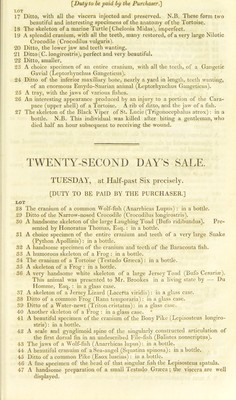 [Duty to be paid by the Purchaser.]
LOT
17 Ditto, with all the viscera injected and preserved. N.B. These form two
beautiful and interesting specimens of the anatomy of the Tortoise.
18 The skeleton of a marine Turtle (Chelonia Midas), imperfect.
19 A splendid cranium, with all the teeth, many restored, of a very large Nilotic
Crocodile (Crocodilus vulgaris).
20 Ditto, the lower jaw and teeth wanting.
21 Ditto (C. longirostris), perfect and very beautiful.
22 Ditto, smaller.
23 A choice specimen of an entire cranium, with all the teeth, of a Gangetic
Gavial (Leptorhynchus Gangeticus).
24 Ditto of the inferior maxillary bone, nearly a yard in length, teeth wanting,
of an enormous Emydo-Saurian animal (Leptorhynchus Gangeticus).
25 A tray, with the jaws of various fishes.
26 An interesting appearance produced by an injury to a portion of the Cara-
pace (upper shell) of a Tortoise. A rib of ditto, and the jaw of a fish.
27 The skeleton of the Black Viper of St. Lucie (Trigonocephalus atrox): in a
bottle. N.B. This individual was killed after biting a gentleman, who
died half an hour subsequent to receiving the wound.
TWENTY-SECOND DAY'S SALE.
TUESDAY, at Half-past Six precisely.
[DUTY TO BE PAID BY THE PURCHASER.]
LOT
28 The cranium of a common Wolf-fish (Anarrhicas Lupus): in a bottle.
29 Ditto of the Narrow-nosed Crocodile (Crocodilus longirostris).
30 A handsome skeleton of the large Laughing Toad (Bufo ridibundus). Pre-
sented by Honoratus Thomas, Esq.: in a bottle.
31 A choice specimen of the entire cranium and teeth of a very large Snake
(Python Apollinis): in a bottle.
32 A handsome specimen of the cranium and teeth of the Barracouta fish.
33 A humorous skeleton of a Frog: in a bottle.
34 The cranium of a Tortoise (Testudo Græca): in a bottle.
35 A skeleton of a Frog: in a bottle.
36 A very handsome white skeleton of a large Jersey Toad (Bufo Cenariæ).
This animal was presented to Mr. Brookes in a living state by — Du
Homme, Esq.: in a glass case.
37 A skeleton of a Jersey Lizard (Lacerta viridis): in a glass case.
38 Ditto of a common Frog (Rana temporaria): in a glass case.
39 Ditto of a Water-newt (Triton cristatus): in a glass case.
40 Another skeleton of a Frog: in a glass case.
41 A beautiful specimen of the cranium of the Bony Pike (Lepisosteus longiro-
stris): in a bottle.
42 A scale and gynglimoid spine of the singularly constructed articulation of
the first dorsal fin in an undescribed File-fish (Balistes monocerus).
43 The jaws of a Wolf-fish (Anarrhicas lupus): in a bottle.
44 A beautiful cranium of a Sea-angel (Squatina spinosa): in a bottle.
45 Ditto of a common Pike (Esox lucius): in a bottle.
46 A fine specimen of the head of that singular fish the Lepisosteus spatula.
47 A handsome preparation of a small Testudo Græca; the viscera are well
displayed.